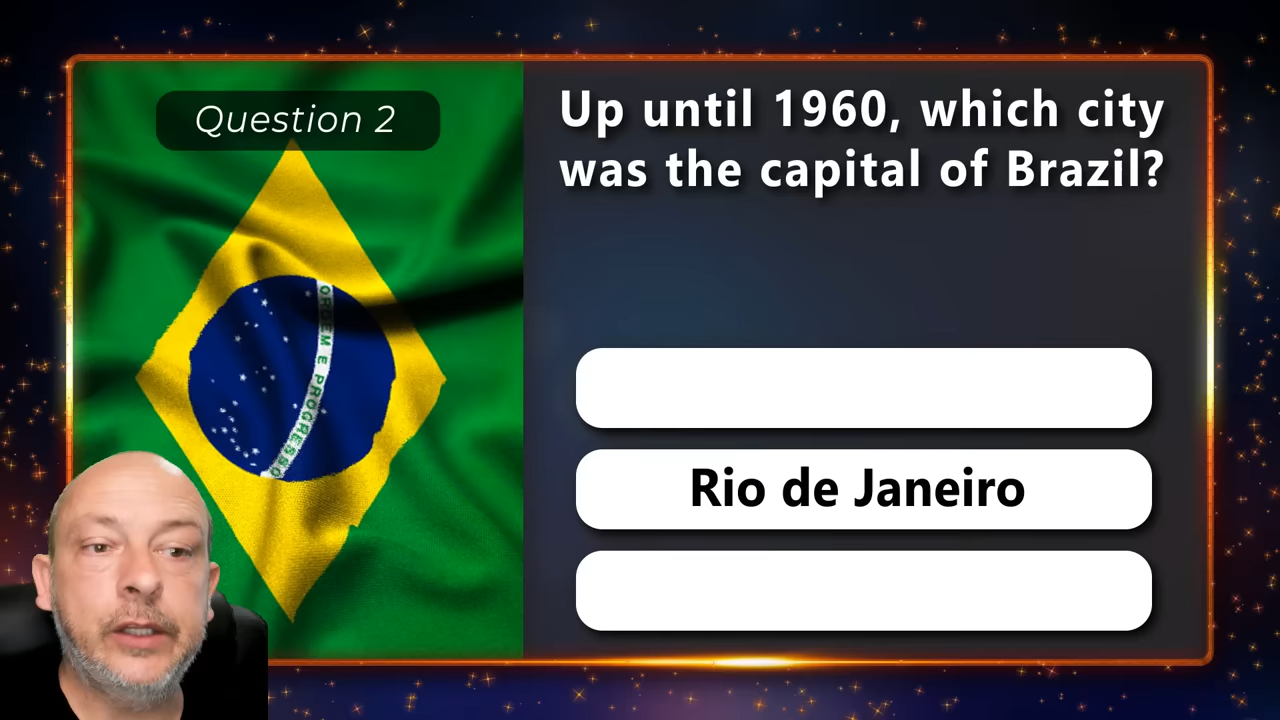 Question 2
Up until 1960, which city
was the capital of Brazil?
ORDEM E PROGRESSO
Rio de Janeiro